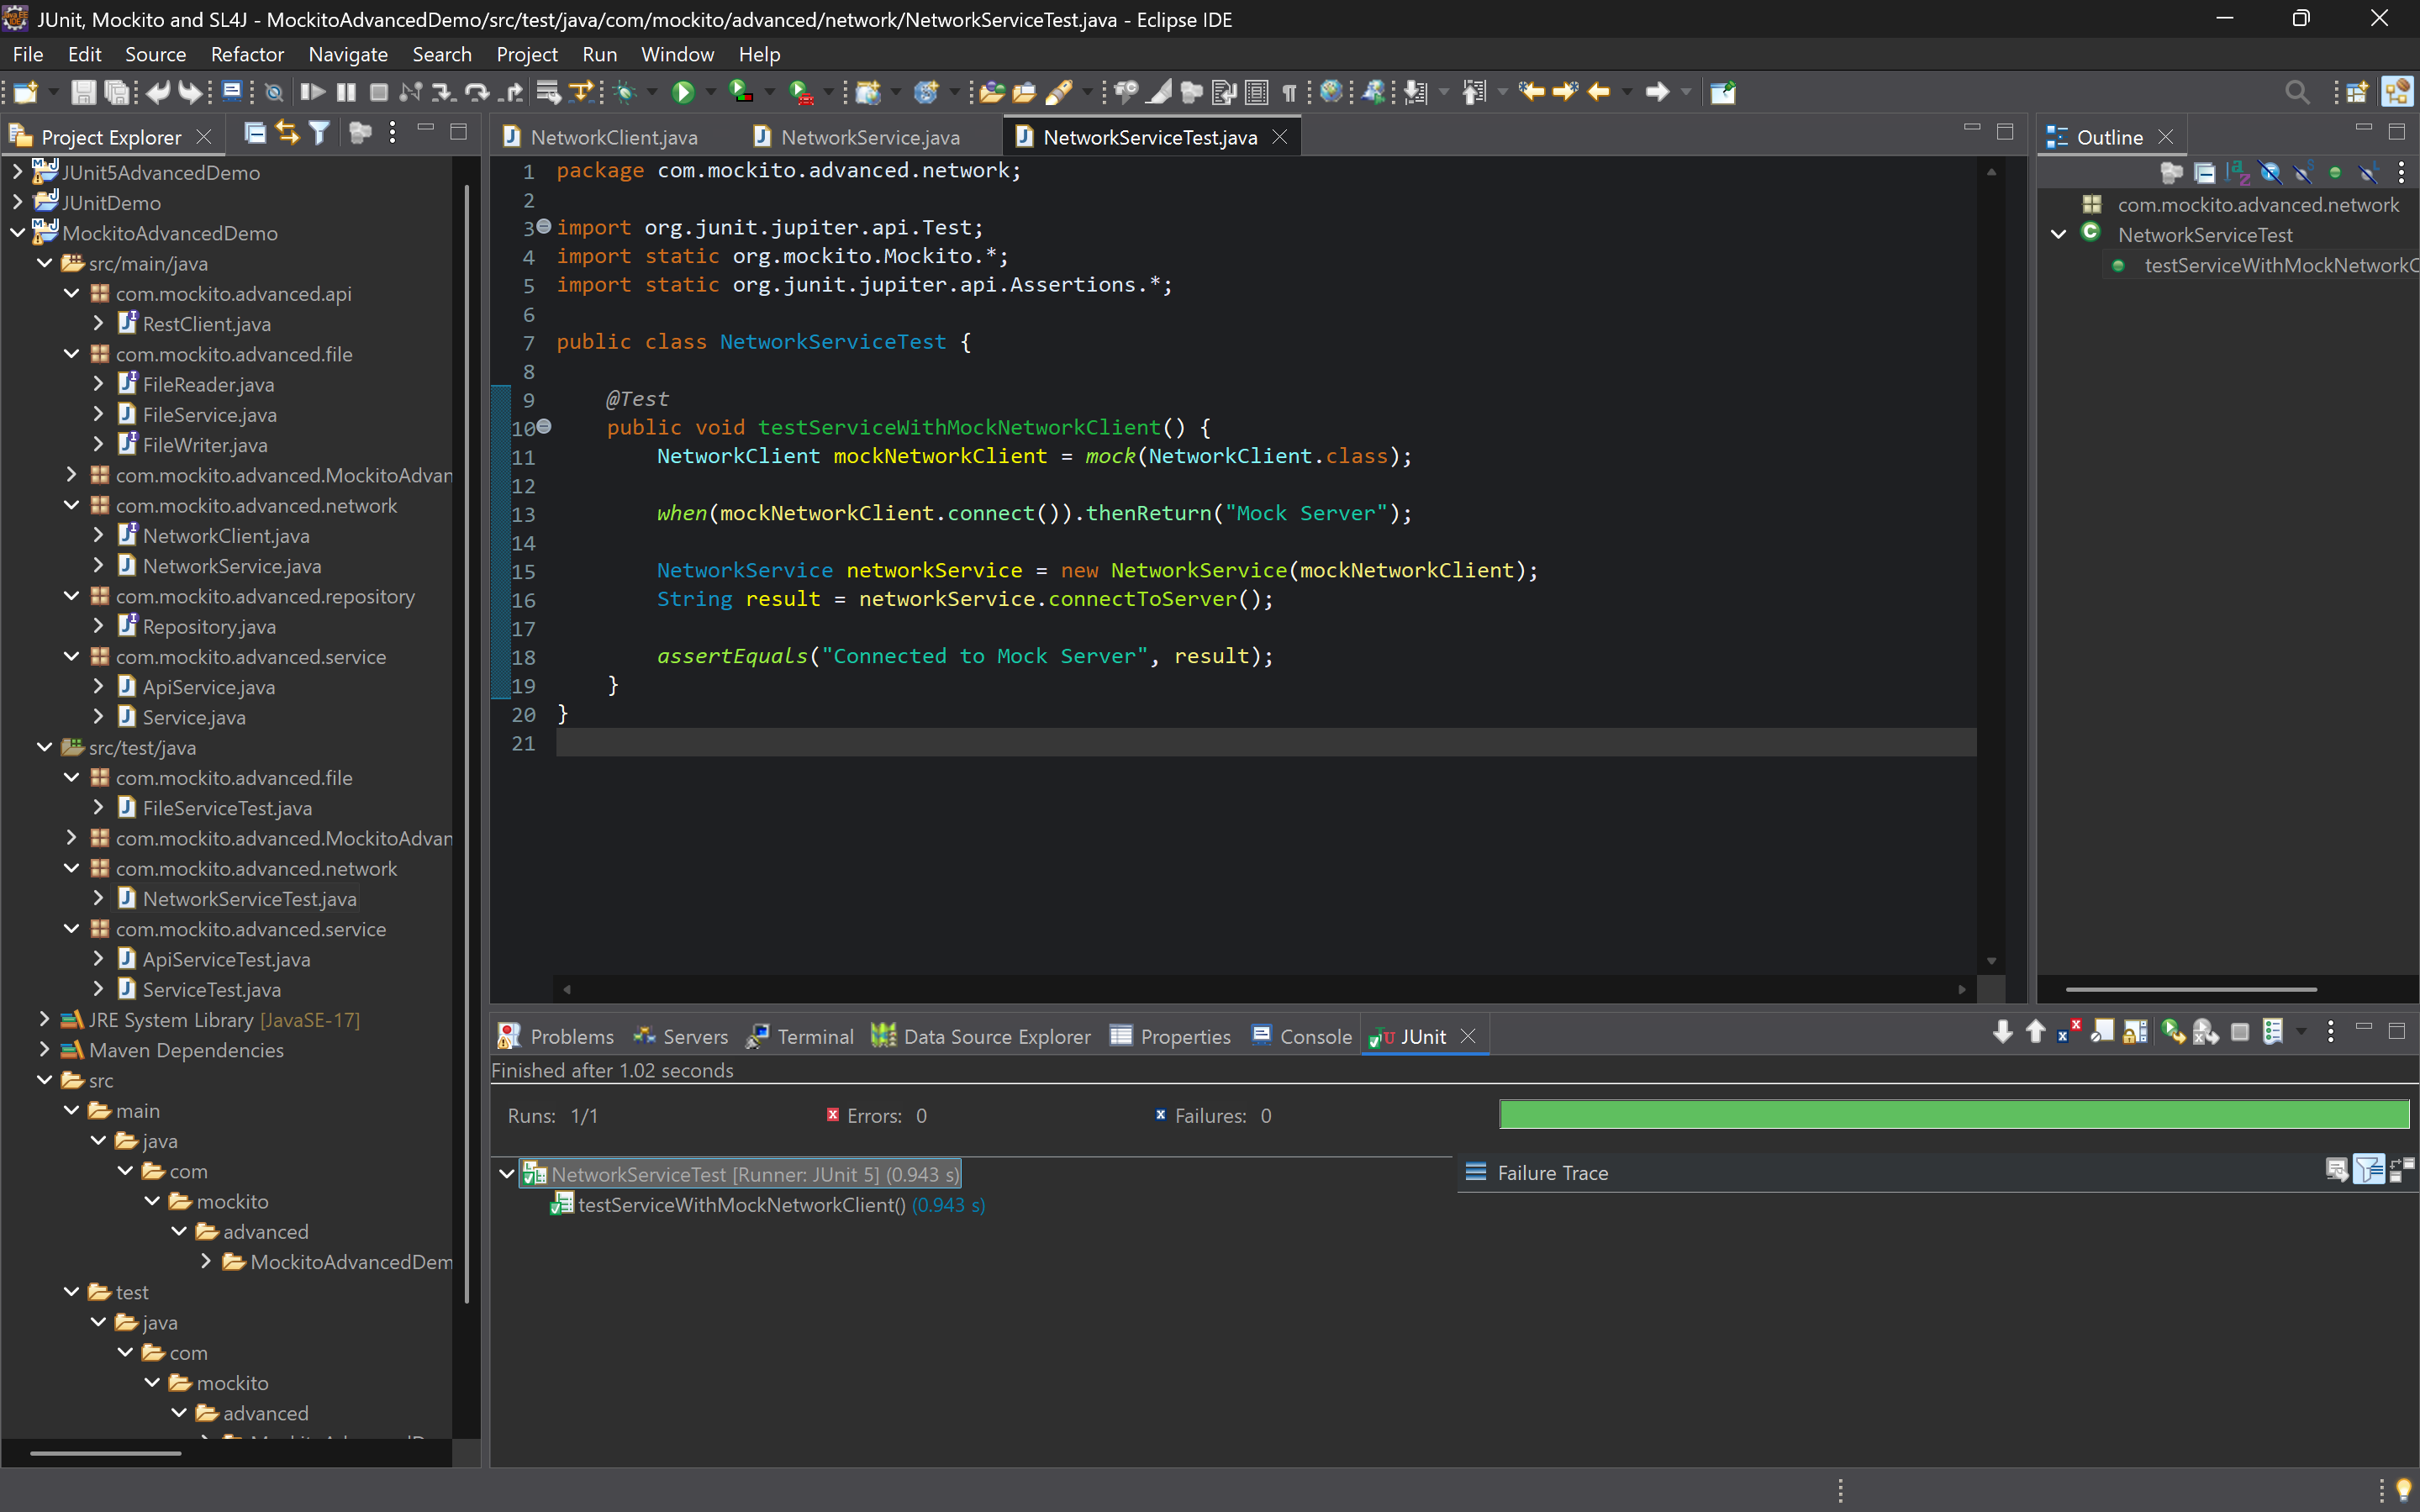 JUnit, Mockito and SL4J - MockitoAdvancedDemo/src/test/java/com/mockito/advanced/network/NetworkServiceTest.java - Eclipse IDE
File Edit Source Refactor Navigate Search Project Run Window Help
Project Explorer
JUnit5AdvancedDemo
JUnitDemo
MockitoAdvancedDemo
src/main/java
com.mockito.advanced.api
RestClient.java
com.mockito.advanced.file
FileReader.java
FileService.java
FileWriter.java
com.mockito.advanced.MockitoAdvan
com.mockito.advanced.network
NetworkClient.java
NetworkService.java
com.mockito.advanced.repository
Repository.java
com.mockito.advanced.service
ApiService.java
Service.java
src/test/java
com.mockito.advanced.file
FileServiceTest.java
com.mockito.advanced.MockitoAdvan
com.mockito.advanced.network
NetworkServiceTest.java
com.mockito.advanced.service
ApiServiceTest.java
ServiceTest.java
JRE System Library [JavaSE-17]
Maven Dependencies
src
main
java
com
mockito
advanced
MockitoAdvancedDem
test
java
com
mockito
advanced
NetworkClient.java NetworkService.java NetworkServiceTest.java
1 package com.mockito.advanced.network;
2
3 import org.junit.jupiter.api.Test;
4 import static org.mockito.Mockito.*;
5 import static org.junit.jupiter.api.Assertions.*;
6
7 public class NetworkServiceTest {
8
9 @Test
10 public void testServiceWithMockNetworkClient() {
11 NetworkClient mockNetworkClient = mock(NetworkClient.class);
12
13 when(mockNetworkClient.connect()).thenReturn("Mock Server");
14
15 NetworkService networkService = new NetworkService(mockNetworkClient);
16 String result = networkService.connectToServer();
17
18 assertEquals("Connected to Mock Server", result);
19 }
20 }
21
Outline
com.mockito.advanced.network
NetworkServiceTest
testServiceWithMockNetworkC
Problems Servers Terminal Data Source Explorer Properties Console JUnit
Finished after 1.02 seconds
Runs: 1/1 Errors: 0 Failures: 0
NetworkServiceTest [Runner: JUnit 5] (0.943 s)
testServiceWithMockNetworkClient() (0.943 s)
Failure Trace